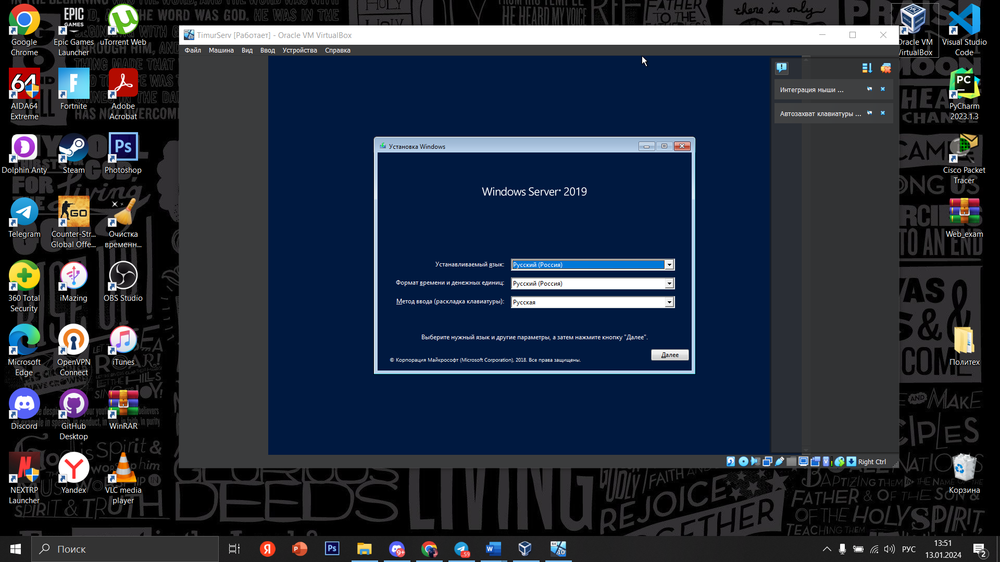 Google
Chrome
Epic Games
Launcher
uTorrent Web
AIDA64
Extreme
Fortnite
Adobe
Acrobat
Dolphin Anty
Steam
Photoshop
Telegram
Counter-Str...
Global Offe...
Очистка
временн...
360 Total
Security
iMazing
OBS Studio
Microsoft
Edge
OpenVPN
Connect
iTunes
Discord
GitHub
Desktop
WinRAR
NEXTRP
Launcher
Yandex
VLC media
player
TimurServ [Работает] - Oracle VM VirtualBox
Файл Машина Вид Ввод Устройства Справка
Интеграция мыши ...
Автозахват клавиатуры ...
Установка Windows
Windows Server 2019
Устанавливаемый язык: Русский (Россия)
Формат времени и денежных единиц: Русский (Россия)
Метод ввода (раскладка клавиатуры): Русская
Выберите нужный язык и другие параметры, а затем нажмите кнопку "Далее".
Далее
© Корпорация Майкрософт (Microsoft Corporation), 2018. Все права защищены.
Right Ctrl
Oracle VM
VirtualBox
Visual Studio
Code
PyCharm
2023.1.3
Cisco Packet
Tracer
Web_exam
Политех
Корзина
DEEDS
LIVING
REJOICE
Поиск
РУС
13:51
13.01.2024
2